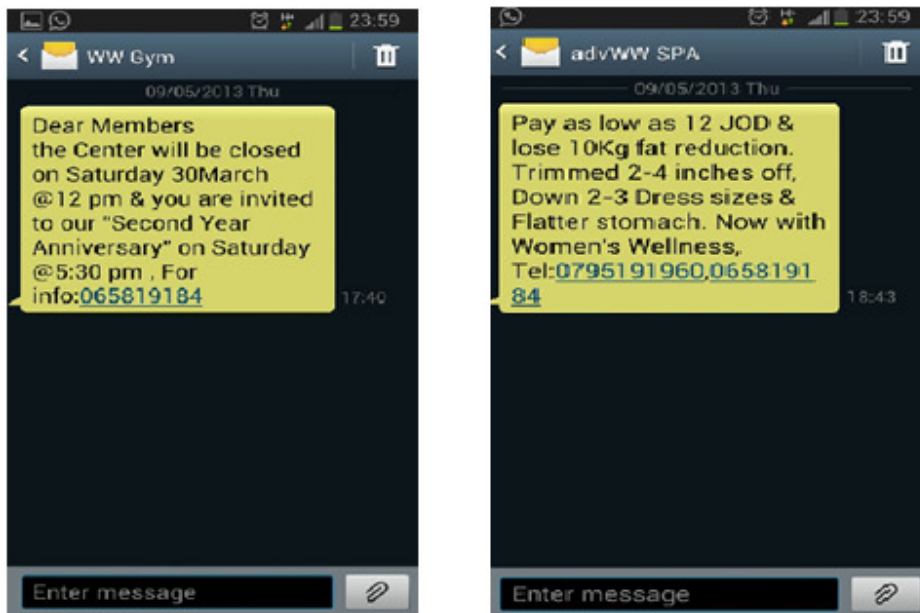 23:59
WW Gym
09/05/2013 Thu
Dear Members
the Center will be closed
on Saturday 30March
@12 pm & you are invited
to our "Second Year
Anniversary" on Saturday
@5:30 pm , For
info:065819184
17:40
Enter message
23:59
advWW SPA
09/05/2013 Thu
Pay as low as 12 JOD &
lose 10Kg fat reduction.
Trimmed 2-4 inches off,
Down 2-3 Dress sizes &
Flatter stomach. Now with
Women's Wellness,
Tel:0795191960,0658191
84
18:43
Enter message